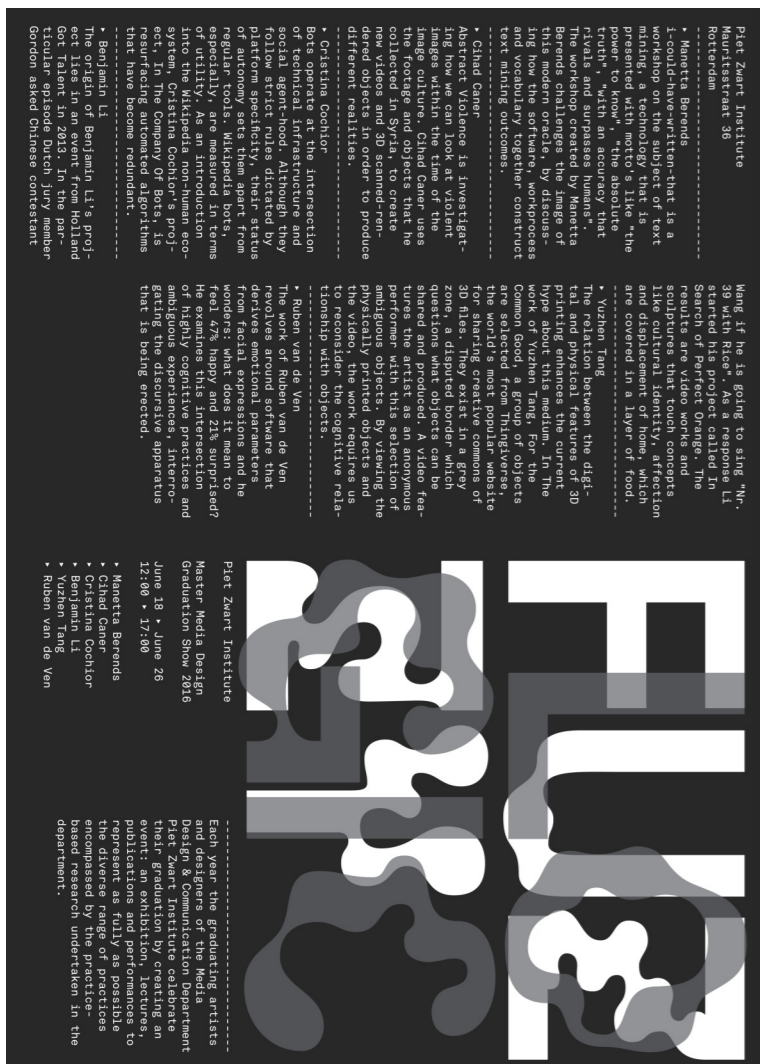 Piet Zwart Institute
Mauritsstraat 36
Rotterdam
------------------------------
▸ Manetta Berends
i-could-have-written-that is a
workshop on the subject of text
mining, a technology that is
presented with motto's like "the
power to know", "the absolute
truth", "with an accuracy that
rivals and surpasses humans".
The workshop created by Manetta
Berends challenges the image of
this modern oracle, by discuss-
ing how the software, workprocess
and vocabulary together construct
text mining outcomes.
------------------------------
▸ Cihad Caner
Abstract Violence is investigat-
ing how we can look at violent
images within the time of the
image culture. Cihad Caner uses
the footage and objects that he
collected in Syria, to create
new videos and 3D scanned-ren-
dered objects in order to produce
different realities.
------------------------------
▸ Cristina Cochior
Bots operate at the intersection
of technical infrastructure and
social agent-hood. Although they
follow strict rules dictated by
platform specificity, their status
of autonomy sets them apart from
regular tools. Wikipedia bots,
especially, are measured in terms
of utility. As an introduction
into the Wikipedia non-human eco-
system, Cristina Cochior's proj-
ect, In The Company Of Bots, is
resurfacing automated algorithms
that have become redundant.
------------------------------
▸ Benjamin Li
The origin of Benjamin Li's proj-
ect lies in an event from Holland
Got Talent in 2013. In the par-
ticular episode Dutch jury member
Gordon asked Chinese contestant
Wang if he is going to sing "Nr.
39 with Rice". As a response Li
started his project called In
Search of Perfect Orange. The
results are video works and
sculptures that touch concepts
like cultural identity, affection
and displacement of home, which
are covered in a layer of food.
------------------------------
▸ Yuzhen Tang
The relation between the digi-
tal and physical features of 3D
printing enhances the current
hype about this medium. In The
work of Yuzhen Tang, For the
Common Good, a group of objects
are selected from Thingiverse,
the world's most popular website
for sharing creative commons of
3D files. They exist in a grey
zone, a disputed border which
questions what objects can be
shared and produced. A video fea-
tures the artist as an anonymous
performer with this selection of
ambiguous objects. By viewing the
physically printed objects and
the video, the work requires us
to reconsider the cognitive rela-
tionship with objects.
------------------------------
▸ Ruben van de Ven
The work of Ruben van de Ven
revolves around software that
derives emotional parameters
from facial expressions and he
wonders: what does it mean to
feel 47% happy and 21% surprised?
He examines this intersection
of highly cognitive practices and
ambiguous experiences, interro-
gating the discursive apparatus
that is being erected.
Piet Zwart Institute
Master Media Design
Graduation Show 2016
June 18 ▸ June 26
12:00 ▸ 17:00
▸ Manetta Berends
▸ Cihad Caner
▸ Cristina Cochior
▸ Benjamin Li
▸ Yuzhen Tang
▸ Ruben van de Ven
------------------------------
Each year the graduating artists
and designers of the Media
Design & Communication Department
Piet Zwart Institute celebrate
their graduation by creating an
event: an exhibition, lectures,
publications and performances to
represent as fully as possible
the diverse range of practices
encompassed by the practice-
based research undertaken in the
department.